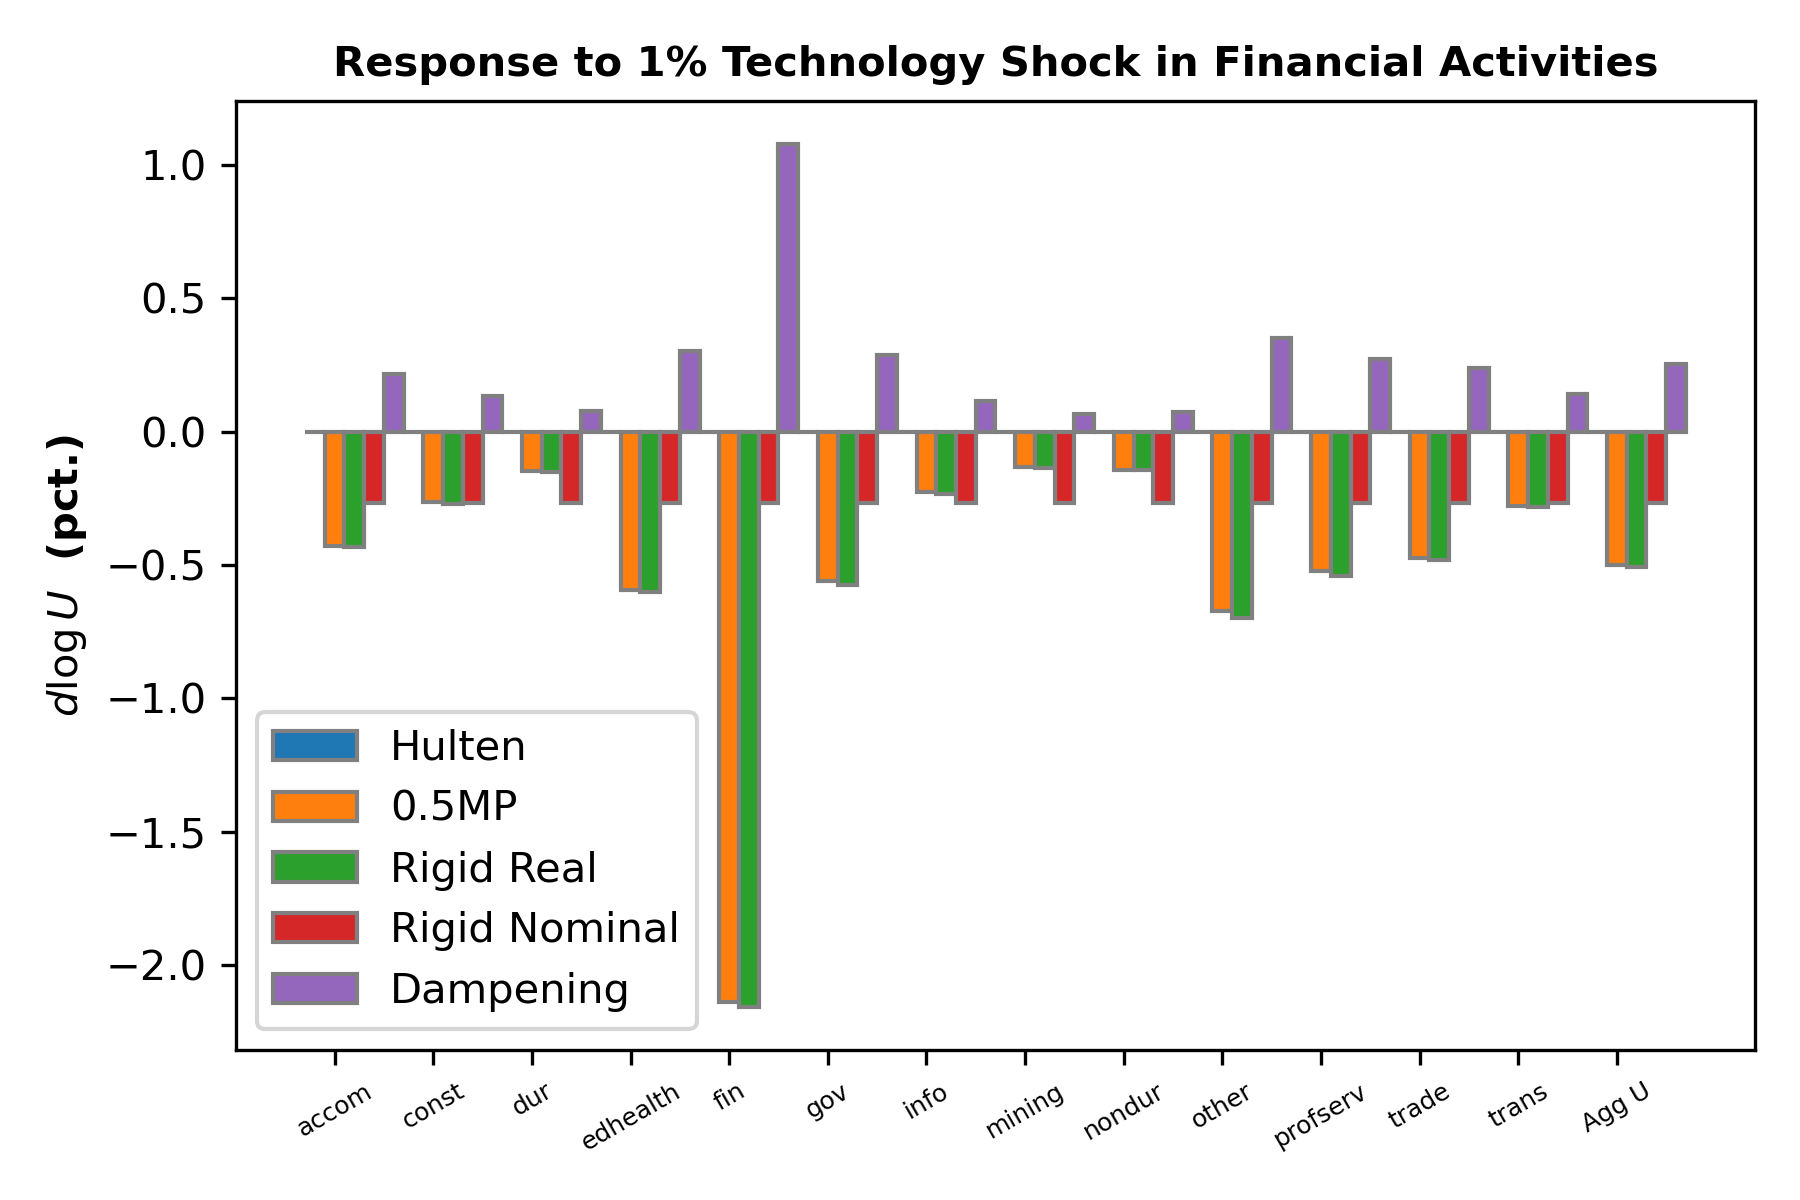 Response to 1% Technology Shock in Financial Activities
d log U (pct.)
1.0
0.5
0.0
−0.5
−1.0
−1.5
−2.0
Hulten
0.5MP
Rigid Real
Rigid Nominal
Dampening
accom const dur edhealth fin gov info mining nondur other profserv trade trans Agg U